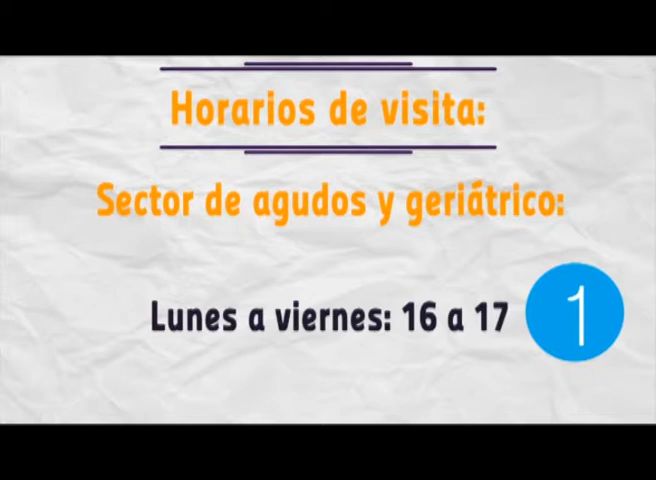 Horarios de visita:
Sector de agudos y geriátrico:
Lunes a viernes: 16 a 17
1